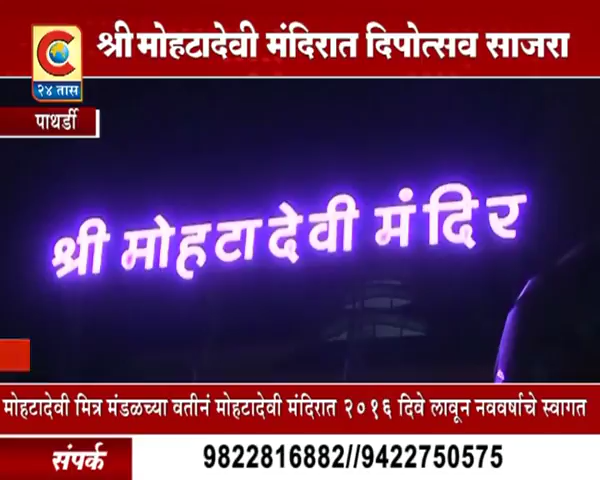 श्री मोहटादेवी मंदिरात दिपोत्सव साजरा
C
२४ तास
पाथर्डी
श्री मोहटादेवी मंदिर
मोहटादेवी मित्र मंडळच्या वतीनं मोहटादेवी मंदिरात २०१६ दिवे लावून नववर्षाचे स्वागत
संपर्क 9822816882//9422750575